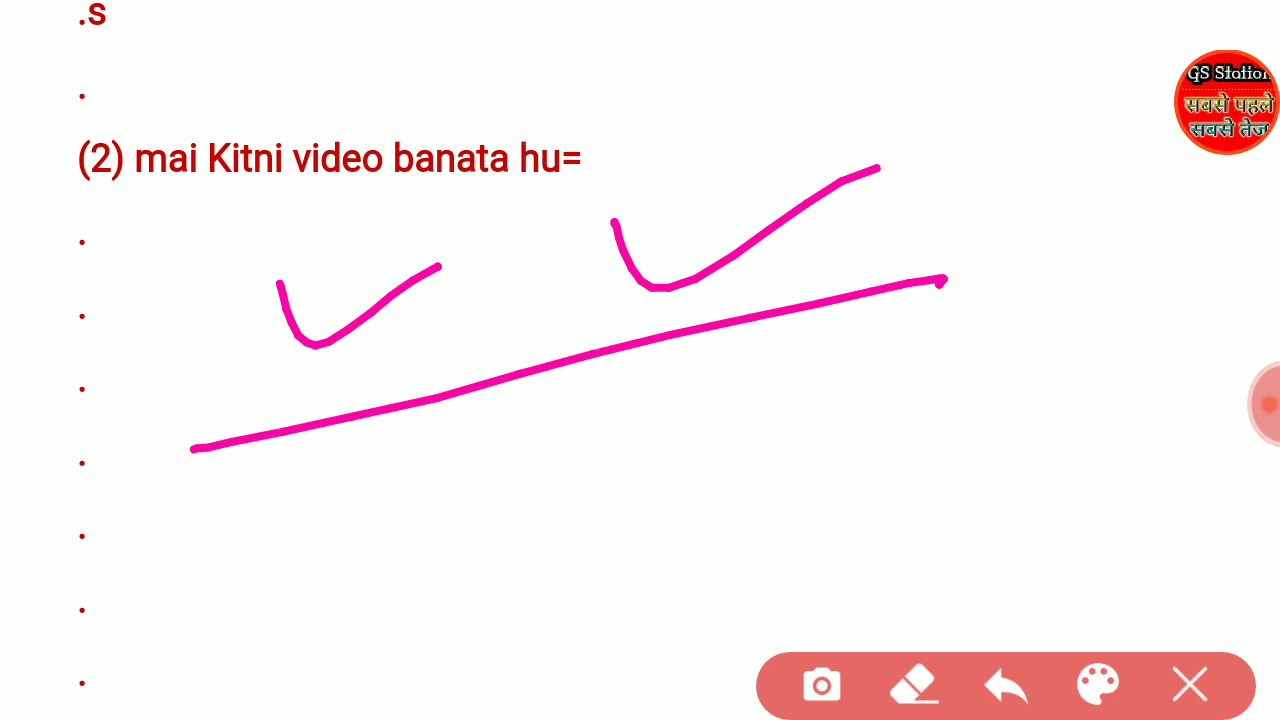 .s
.
(2) mai Kitni video banata hu=
.
.
.
.
.
.
.
GS Station
सबसे पहले
सबसे तेज